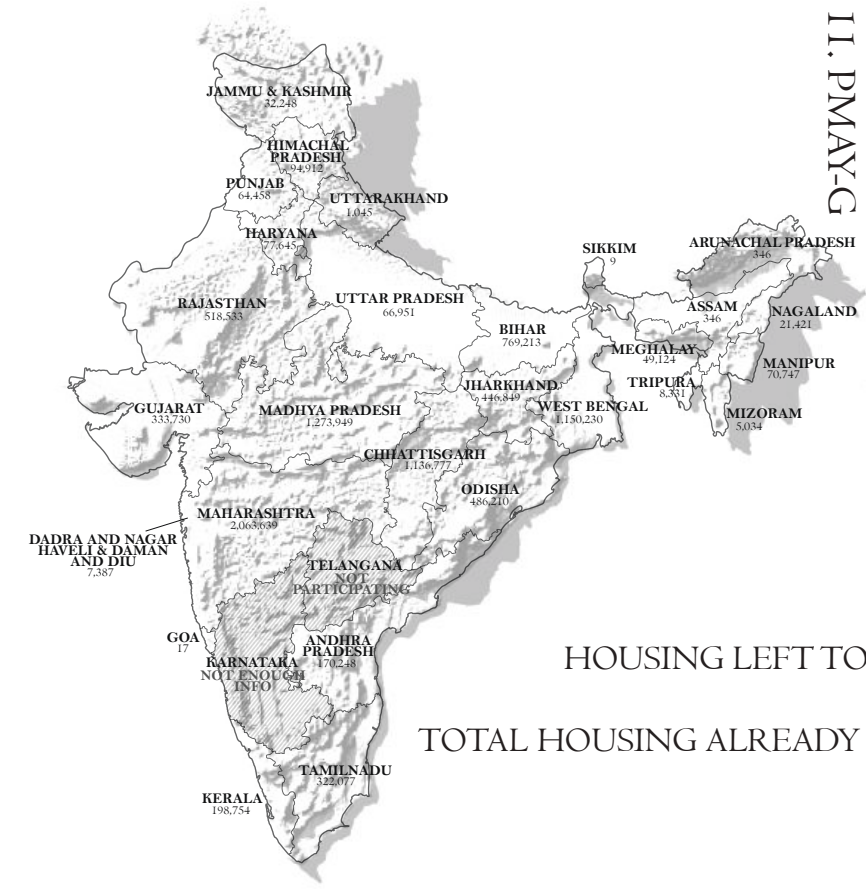 II. PMAY-G
JAMMU & KASHMIR
32,248
HIMACHAL
PRADESH
94,912
PUNJAB
64,458
UTTARAKHAND
1,045
HARYANA
77,645
SIKKIM
9
ARUNACHAL PRADESH
346
RAJASTHAN
518,533
UTTAR PRADESH
66,951
BIHAR
769,213
ASSAM
346
NAGALAND
21,421
MEGHALAY
49,124
MANIPUR
70,747
TRIPURA
8,331
MIZORAM
5,034
GUJARAT
333,730
MADHYA PRADESH
1,273,949
JHARKHAND
446,849
WEST BENGAL
1,150,230
CHHATTISGARH
1,136,777
ODISHA
486,210
MAHARASHTRA
2,063,639
DADRA AND NAGAR
HAVELI & DAMAN
AND DIU
7,387
TELANGANA
NOT
PARTICIPATING
GOA
17
KARNATAKA
NOT ENOUGH
INFO
ANDHRA
PRADESH
170,248
HOUSING LEFT TO
TOTAL HOUSING ALREADY
TAMILNADU
322,077
KERALA
198,754